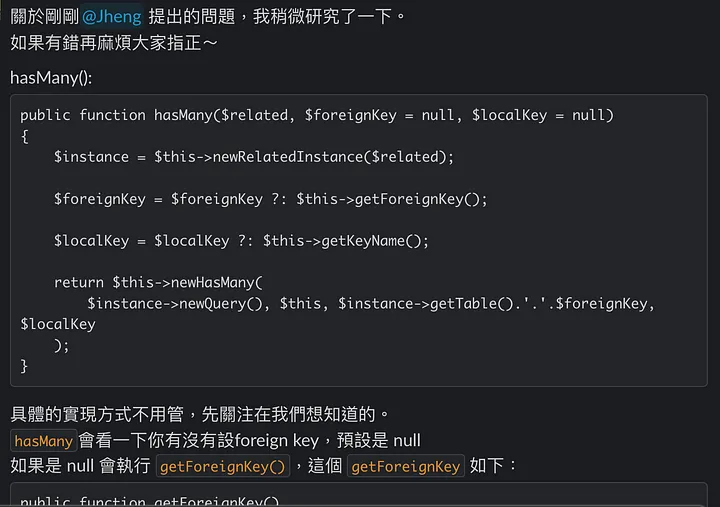 關於剛剛 @Jheng 提出的問題，我稍微研究了一下。
如果有錯再麻煩大家指正～
hasMany():
public function hasMany($related, $foreignKey = null, $localKey = null)
{
    $instance = $this->newRelatedInstance($related);
    $foreignKey = $foreignKey ?: $this->getForeignKey();
    $localKey = $localKey ?: $this->getKeyName();
    return $this->newHasMany(
        $instance->newQuery(), $this, $instance->getTable().'.'.$foreignKey,
$localKey
    );
}
具體的實現方式不用管，先關注在我們想知道的。
hasMany 會看一下你有沒有設foreign key，預設是 null
如果是 null 會執行 getForeignKey()，這個 getForeignKey 如下：
public function getForeignKey()